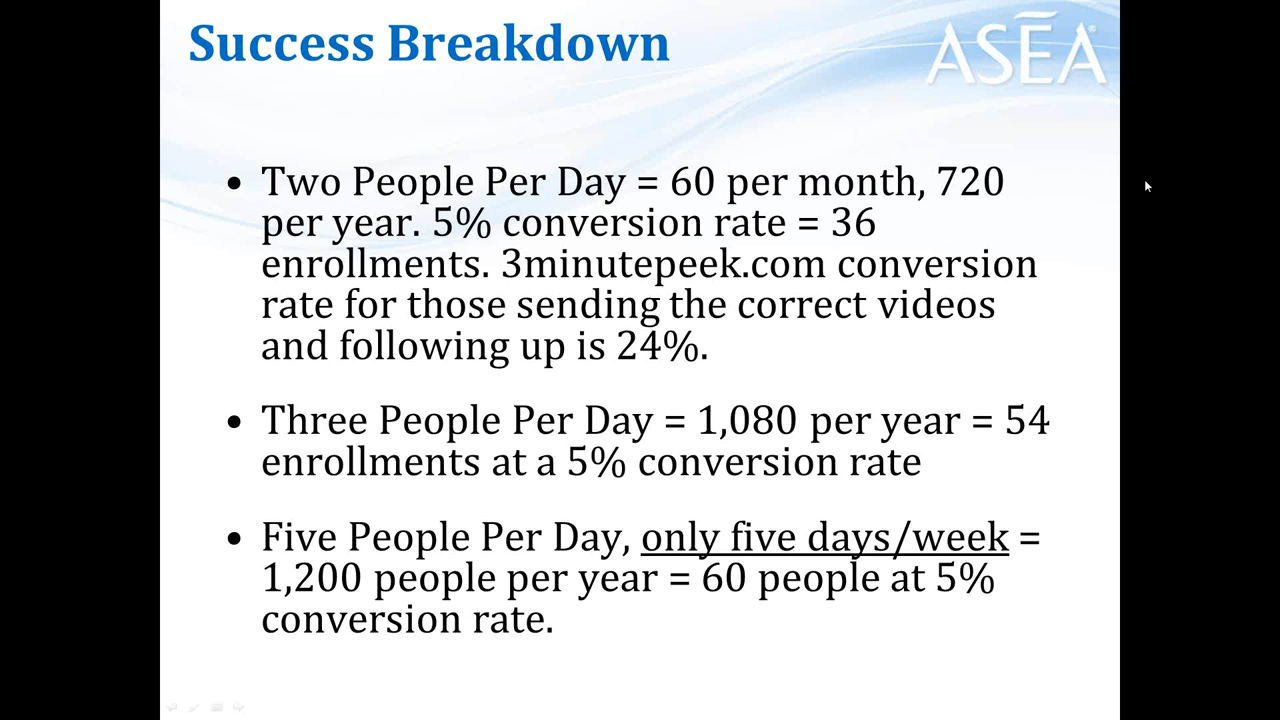 Success Breakdown
ASEA
• Two People Per Day = 60 per month, 720
per year. 5% conversion rate = 36
enrollments. 3minutepeek.com conversion
rate for those sending the correct videos
and following up is 24%.
• Three People Per Day = 1,080 per year = 54
enrollments at a 5% conversion rate
• Five People Per Day, only five days/week =
1,200 people per year = 60 people at 5%
conversion rate.